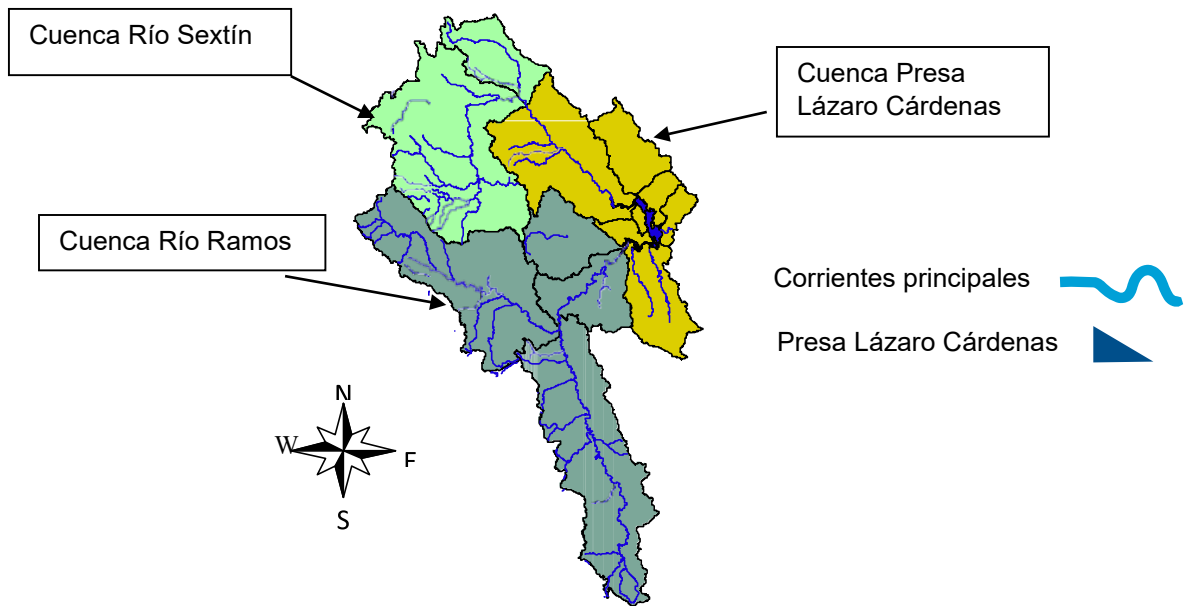 Cuenca Río Sextín
Cuenca Presa
Lázaro Cárdenas
Cuenca Río Ramos
Corrientes principales
Presa Lázaro Cárdenas
N
W
F
S